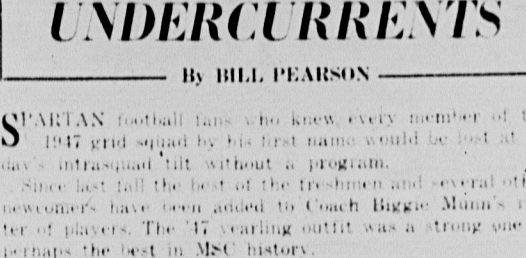 UNDERCURRENTS
By BILL PEARSON
SPARTAN football fans who knew every member of t
1947 grid squad by his first name would be lost at
day's intrasquad tilt without a program.
Since last fall the best of the freshmen and several oth
newcomers have been added to Coach Biggie Munn's r
ter of players. The '47 yearling outfit was a strong one
perhaps the best in MSC history.